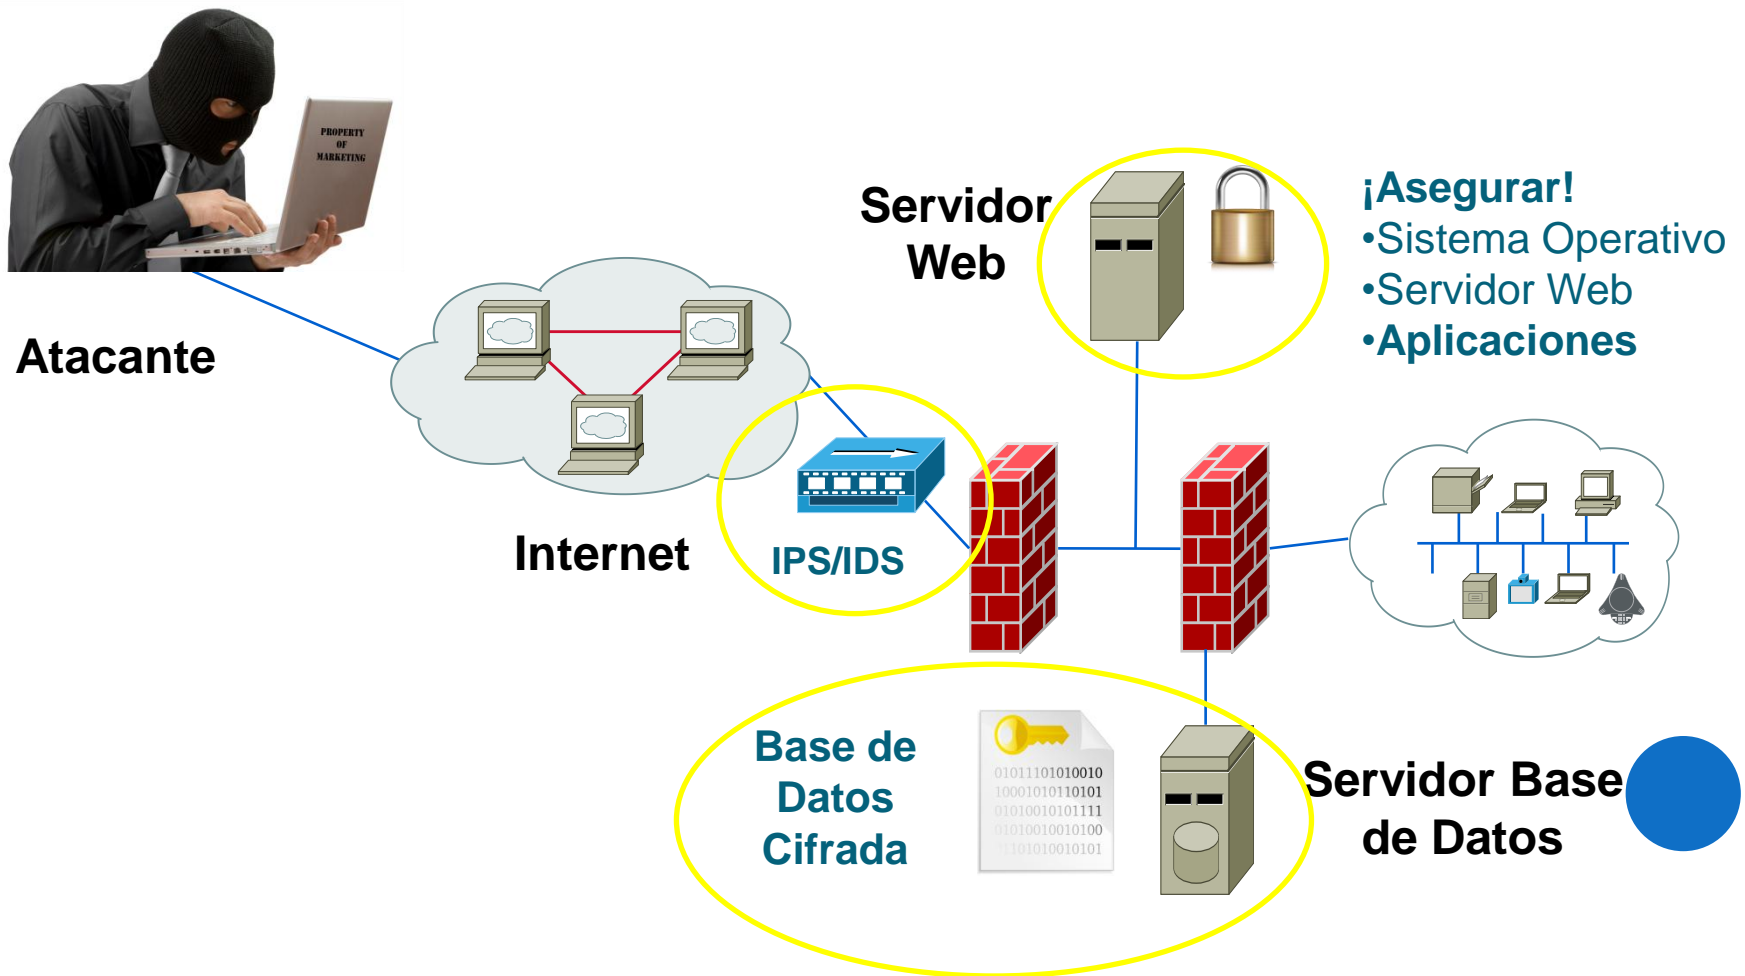 PROPERTY
OF
MARKETING
Servidor
Web
¡Asegurar!
•Sistema Operativo
•Servidor Web
•Aplicaciones
Atacante
Internet
IPS/IDS
Base de
Datos
Cifrada
01011101010010
10001010110101
01010010101111
01010010010100
101010010101
Servidor Base
de Datos